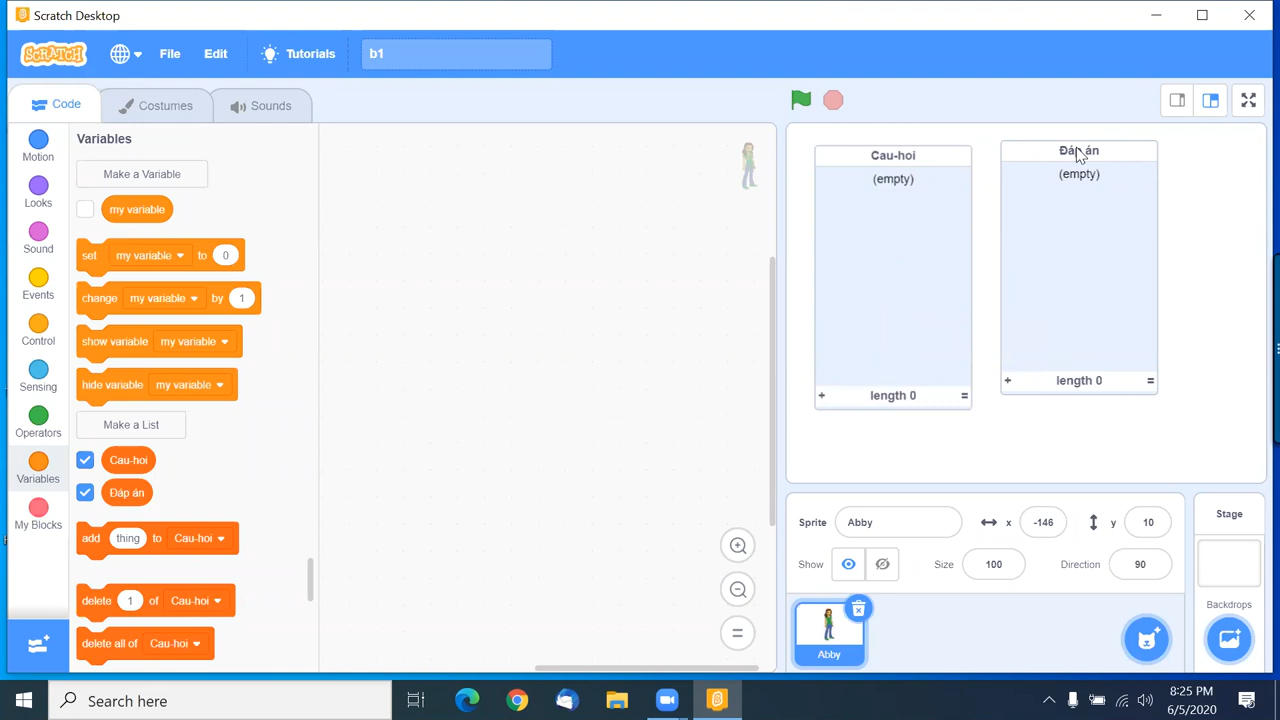 Scratch Desktop
SCRATCH
File
Edit
Tutorials
b1
Code
Costumes
Sounds
Motion
Looks
Sound
Events
Control
Sensing
Operators
Variables
My Blocks
Variables
Make a Variable
my variable
set my variable to 0
change my variable by 1
show variable my variable
hide variable my variable
Make a List
Cau-hoi
Đáp án
add thing to Cau-hoi
delete 1 of Cau-hoi
delete all of Cau-hoi
Cau-hoi
(empty)
+ length 0 =
Đáp án
(empty)
+ length 0 =
Sprite Abby x -146 y 10
Show Size 100 Direction 90
Abby
Stage
Backdrops
Search here
8:25 PM
6/5/2020